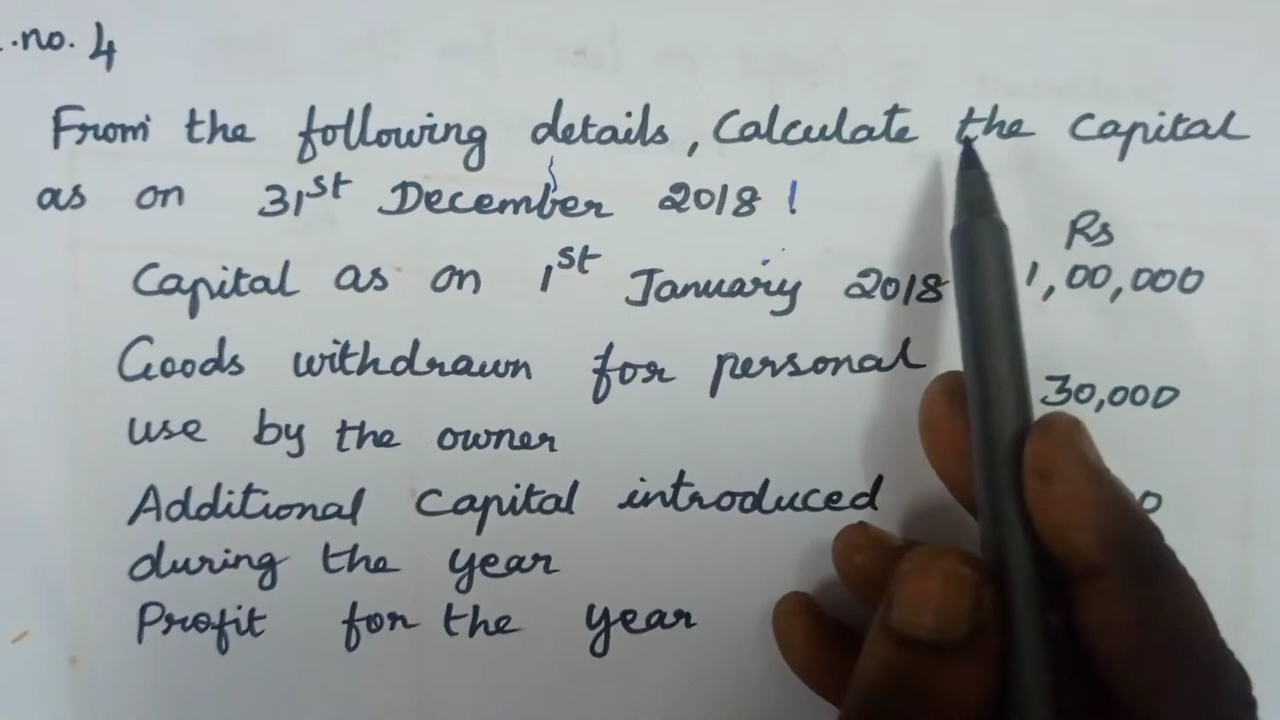 .no. 4
From the following details, Calculate the Capital
as on 31st December 2018 !
Rs
Capital as on 1st January 2018 1,00,000
Goods withdrawn for personal
use by the owner 30,000
Additional Capital introduced
during the year
Profit for the year